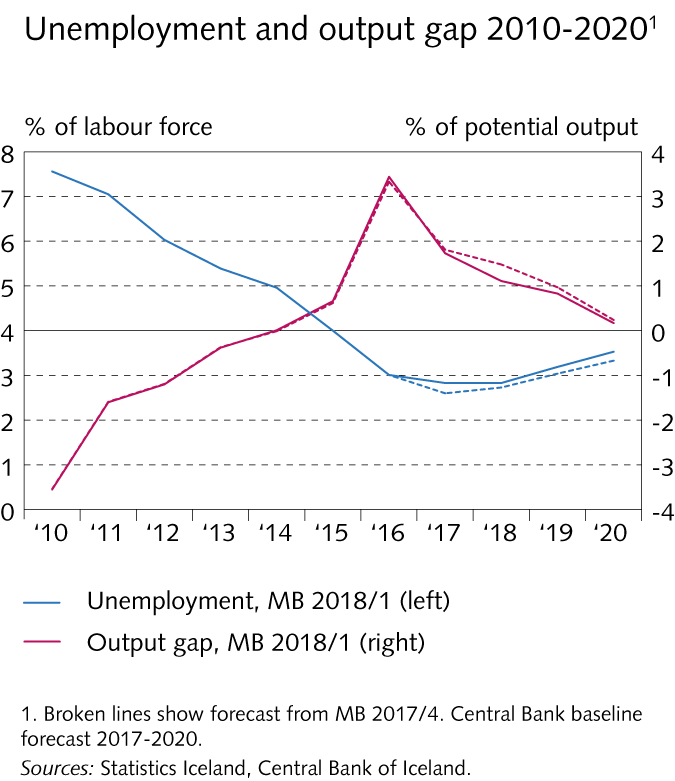 Unemployment and output gap 2010-2020¹
% of labour force
% of potential output
8
7
6
5
4
3
2
1
0
4
3
2
1
0
-1
-2
-3
-4
‘10 ‘11 ‘12 ‘13 ‘14 ‘15 ‘16 ‘17 ‘18 ‘19 ‘20
Unemployment, MB 2018/1 (left)
Output gap, MB 2018/1 (right)
1. Broken lines show forecast from MB 2017/4. Central Bank baseline
forecast 2017-2020.
Sources: Statistics Iceland, Central Bank of Iceland.